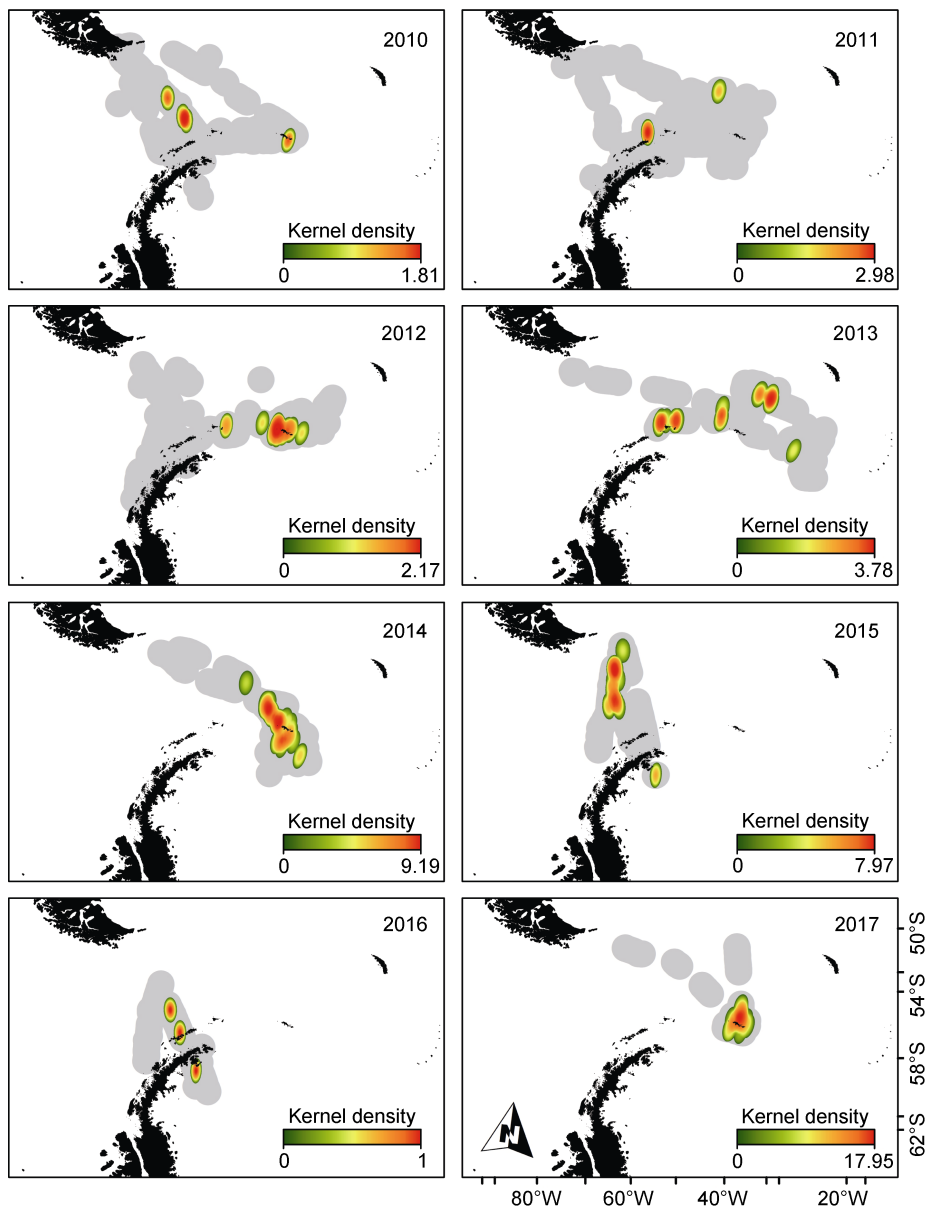 2010
Kernel density
0 1.81
2011
Kernel density
0 2.98
2012
Kernel density
0 2.17
2013
Kernel density
0 3.78
2014
Kernel density
0 9.19
2015
Kernel density
0 7.97
2016
Kernel density
0 1
2017
N
Kernel density
0 17.95
50°S
54°S
58°S
62°S
80°W 60°W 40°W 20°W